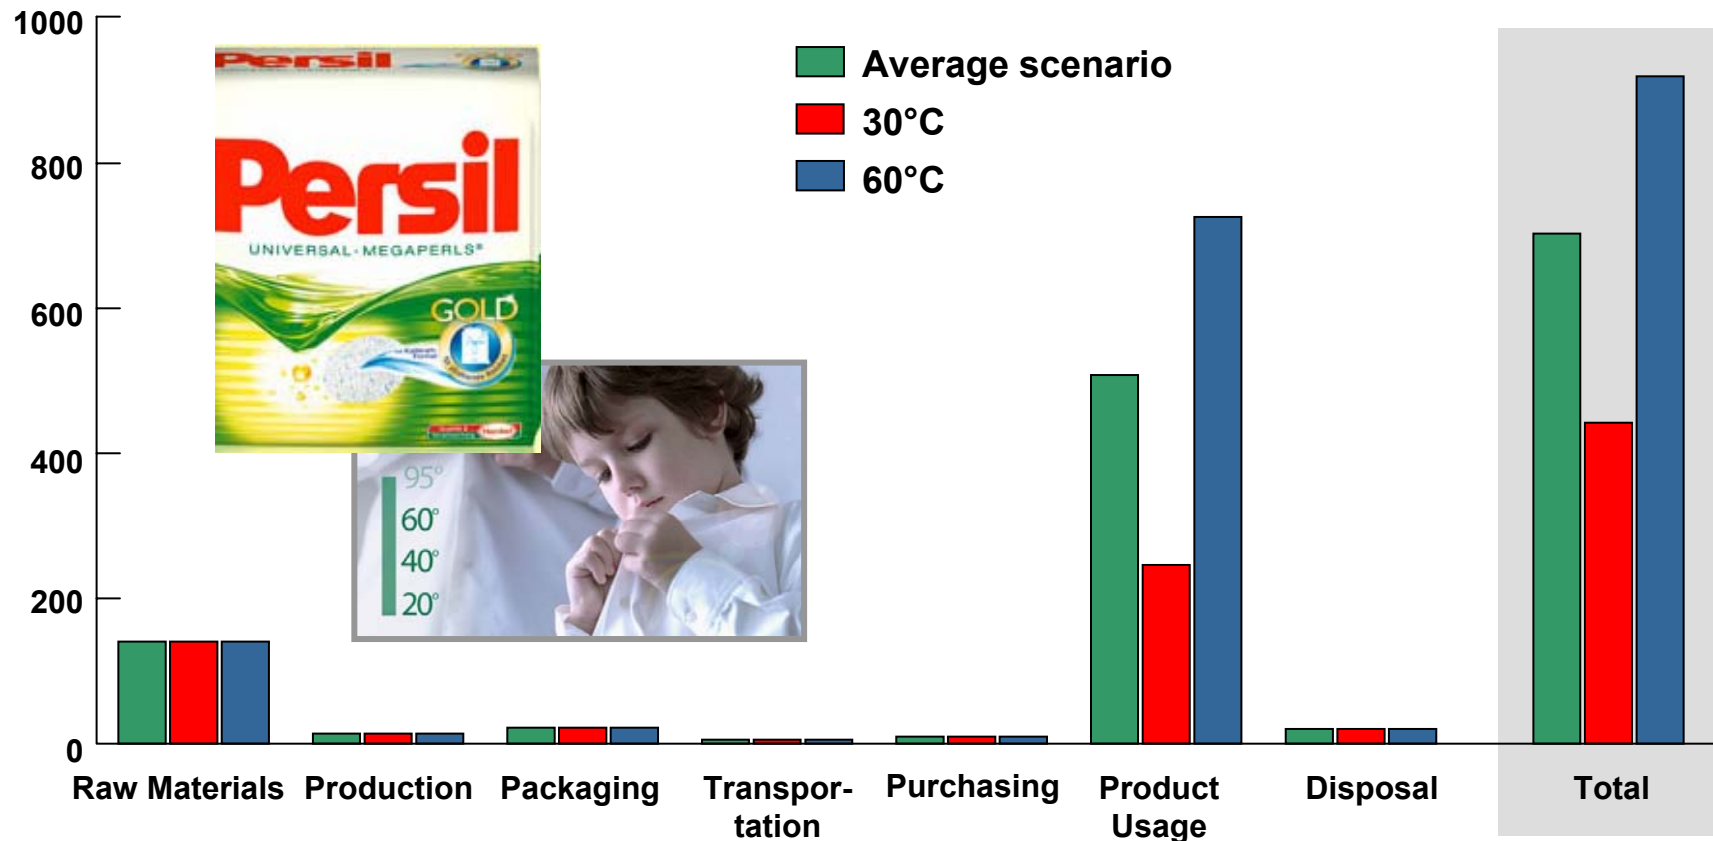 1000
800
600
400
200
0
Persil
Persil
UNIVERSAL-MEGAPERLS®
GOLD
Henkel
95°
60°
40°
20°
Average scenario
30°C
60°C
Raw Materials
Production
Packaging
Transpor-
tation
Purchasing
Product
Usage
Disposal
Total